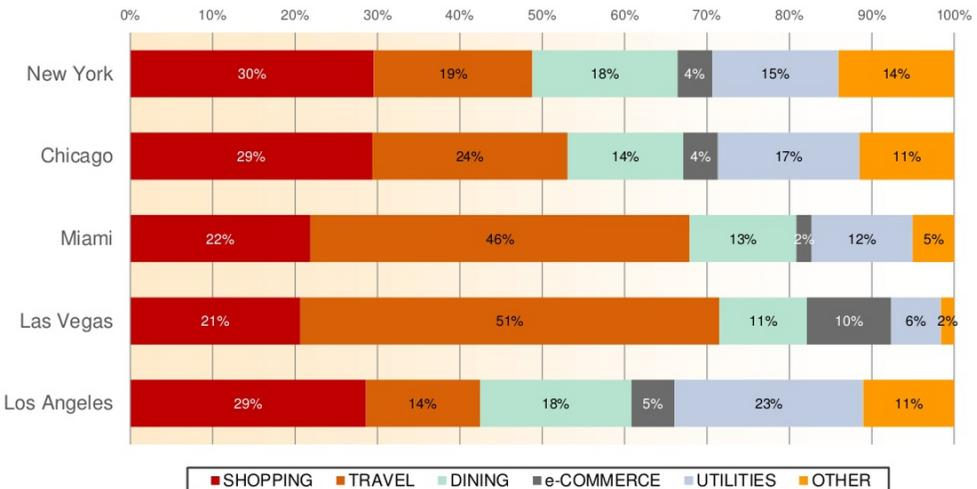 0% 10% 20% 30% 40% 50% 60% 70% 80% 90% 100%
New York 30% 19% 18% 4% 15% 14%
Chicago 29% 24% 14% 4% 17% 11%
Miami 22% 46% 13% 2% 12% 5%
Las Vegas 21% 51% 11% 10% 6% 2%
Los Angeles 29% 14% 18% 5% 23% 11%
SHOPPING TRAVEL DINING e-COMMERCE UTILITIES OTHER